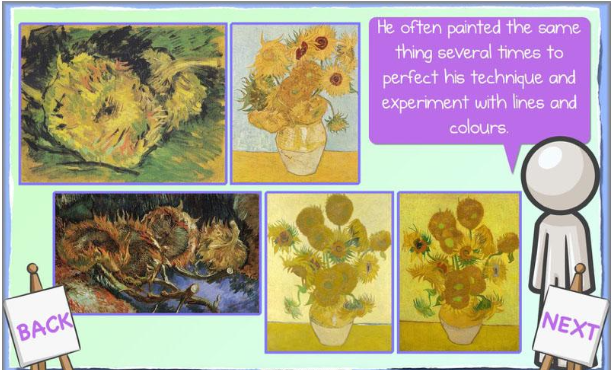 He often painted the same
thing several times to
perfect his technique and
experiment with lines and
colours.
BACK
NEXT